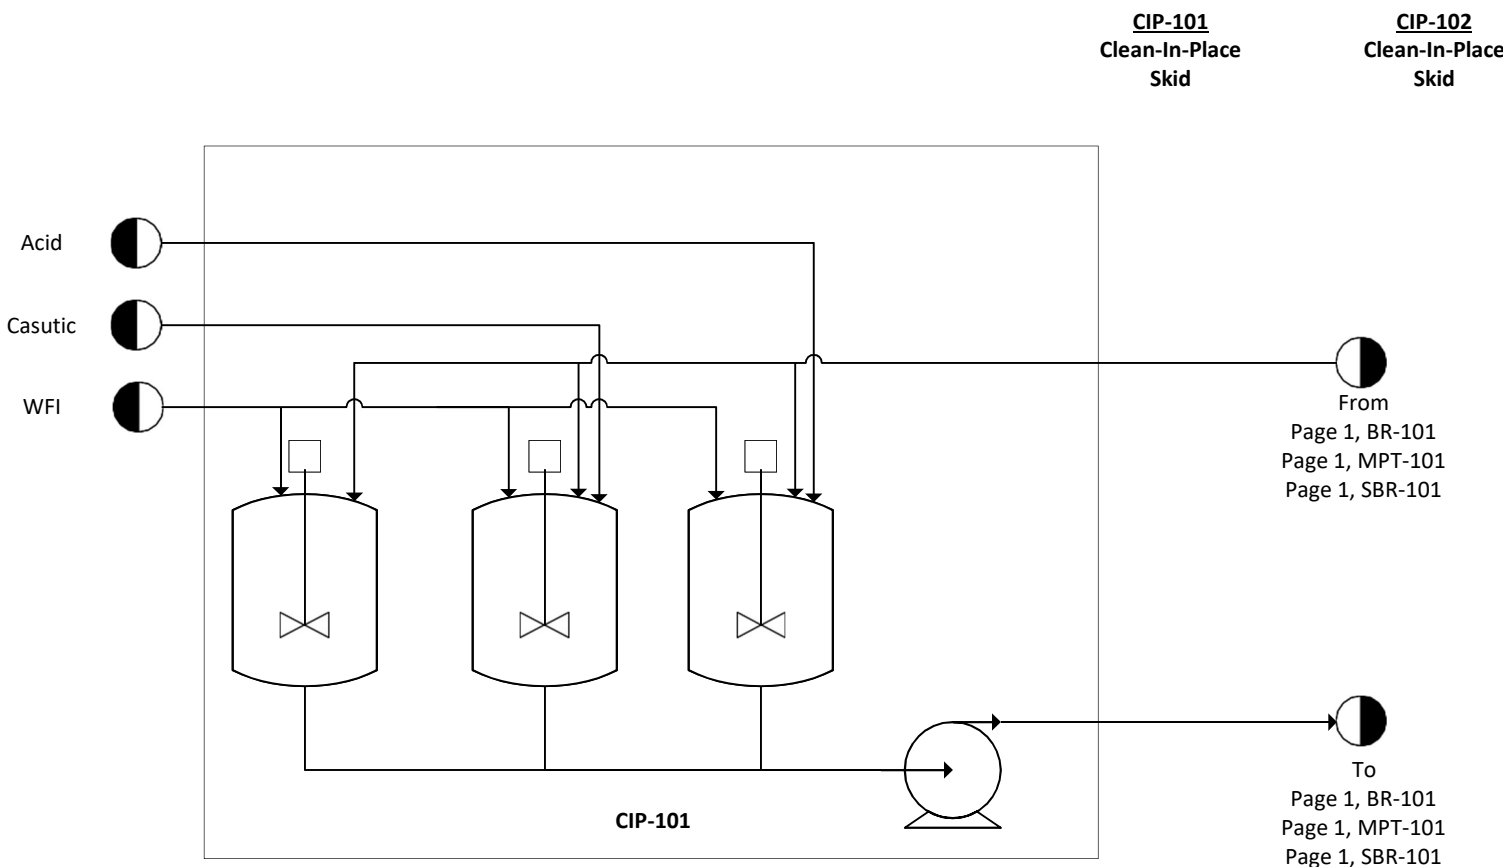 CIP-101
Clean-In-Place
Skid
CIP-102
Clean-In-Place
Skid
Acid
Casutic
WFI
From
Page 1, BR-101
Page 1, MPT-101
Page 1, SBR-101
To
Page 1, BR-101
Page 1, MPT-101
Page 1, SBR-101
CIP-101